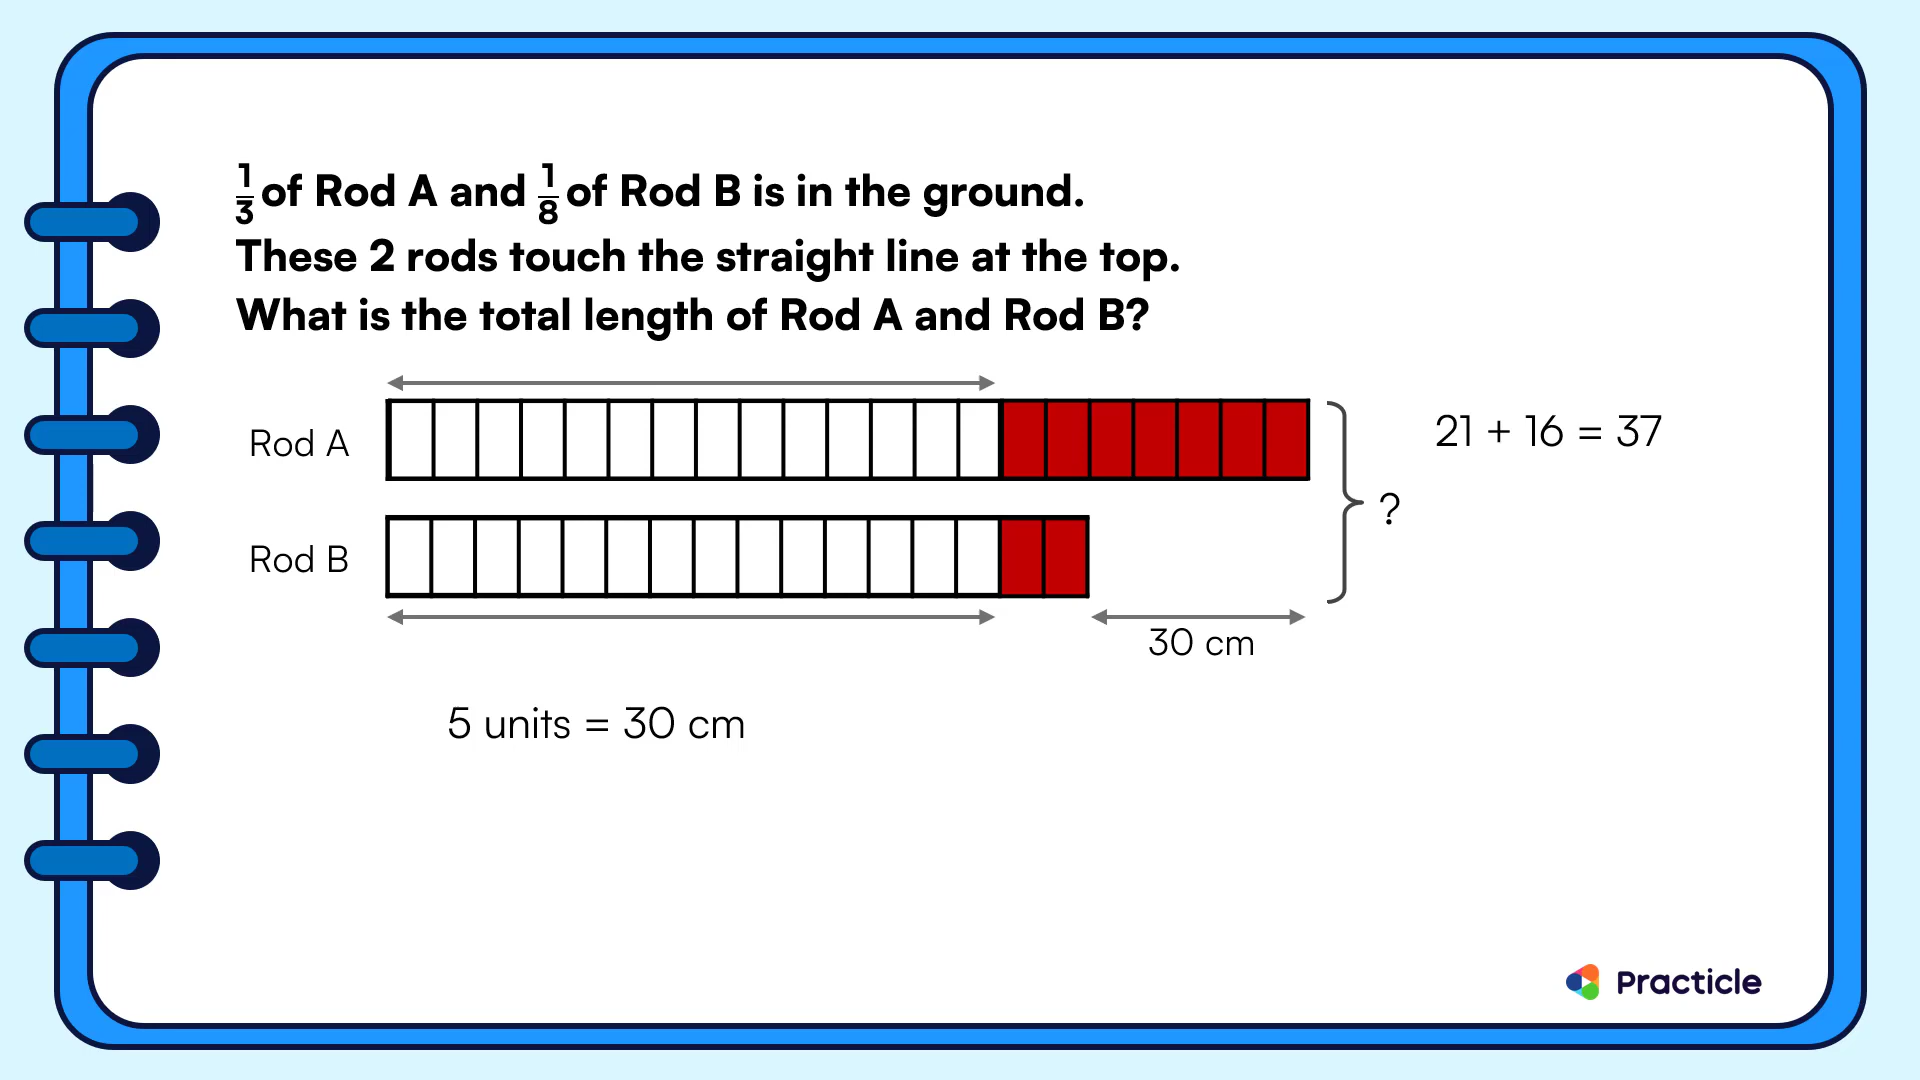 1/3 of Rod A and 1/8 of Rod B is in the ground.
These 2 rods touch the straight line at the top.
What is the total length of Rod A and Rod B?
Rod A
21 + 16 = 37
?
Rod B
30 cm
5 units = 30 cm
Practicle